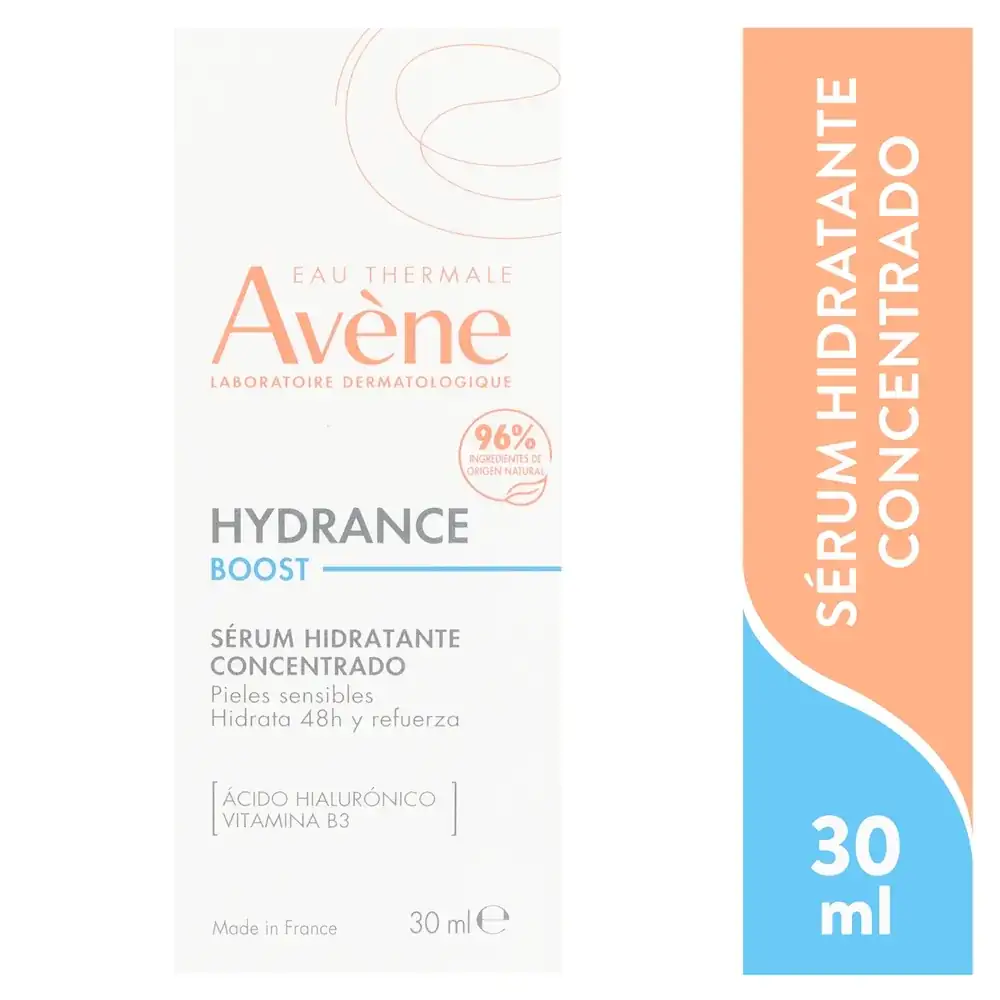 EAU THERMALE
Avène
LABORATOIRE DERMATOLOGIQUE
96%
INGREDIENTES DE
ORIGEN NATURAL
HYDRANCE
BOOST
SÉRUM HIDRATANTE
CONCENTRADO
Pieles sensibles
Hidrata 48h y refuerza
ÁCIDO HIALURÓNICO
VITAMINA B3
Made in France
30 ml ℮
SÉRUM HIDRATANTE
CONCENTRADO
30
ml